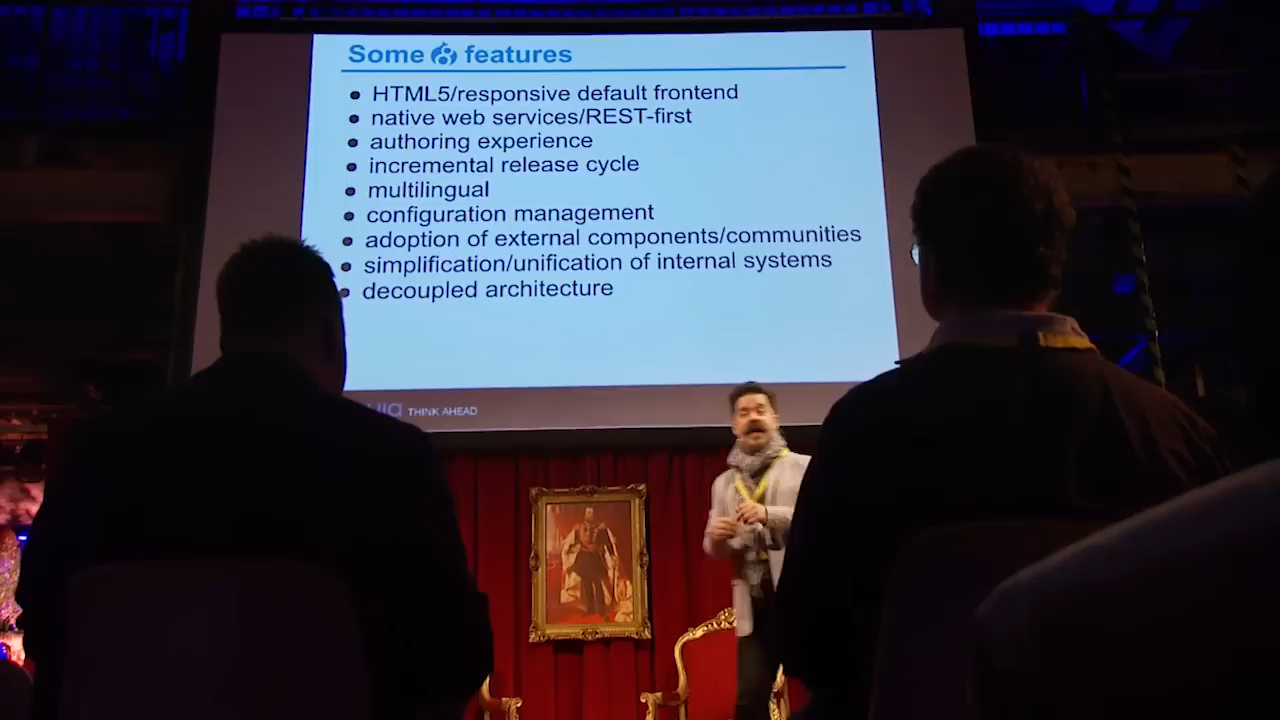 Some features
HTML5/responsive default frontend
native web services/REST-first
authoring experience
incremental release cycle
multilingual
configuration management
adoption of external components/communities
simplification/unification of internal systems
decoupled architecture
THINK AHEAD